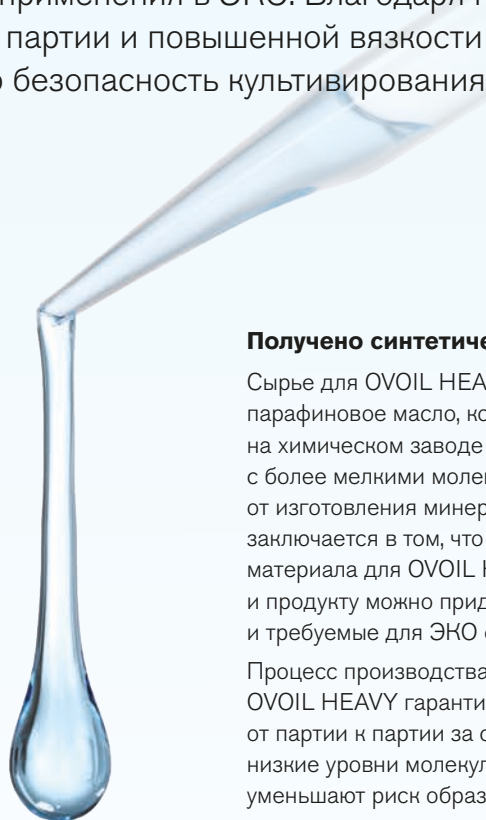 применения в ЭКО. Благодаря
партии и повышенной вязкости
о безопасность культивирования
Получено синтетиче
Сырье для OVOIL HEA
парафиновое масло, ко
на химическом заводе
с более мелкими моле
от изготовления минер
заключается в том, что
материала для OVOIL H
и продукту можно прид
и требуемые для ЭКО
Процесс производства
OVOIL HEAVY гаранти
от партии к партии за с
низкие уровни молекул
уменьшают риск образ